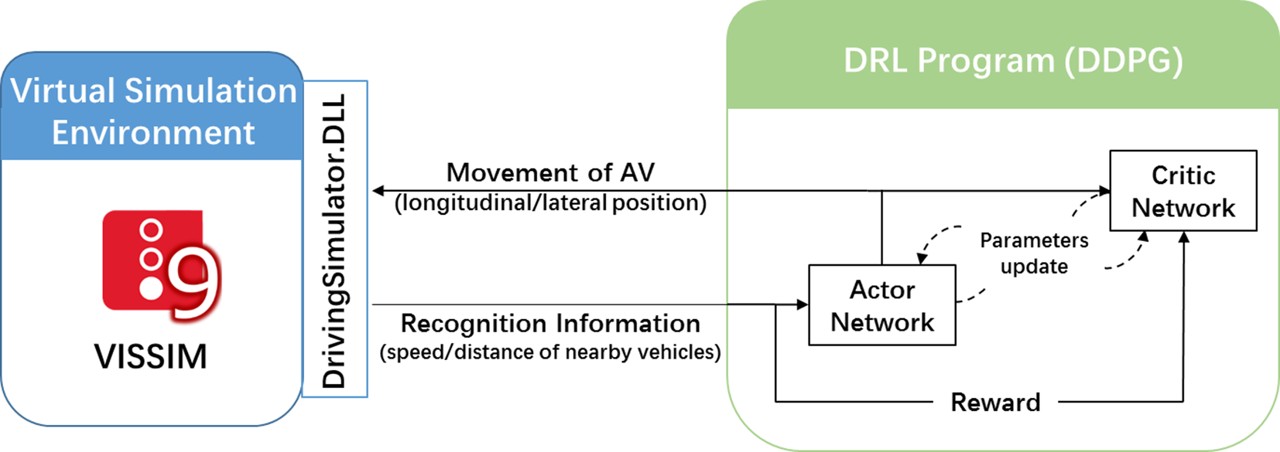 Virtual Simulation
Environment
9
VISSIM
DrivingSimulator.DLL
Movement of AV
(longitudinal/lateral position)
Recognition Information
(speed/distance of nearby vehicles)
DRL Program (DDPG)
Critic
Network
Parameters
update
Actor
Network
Reward